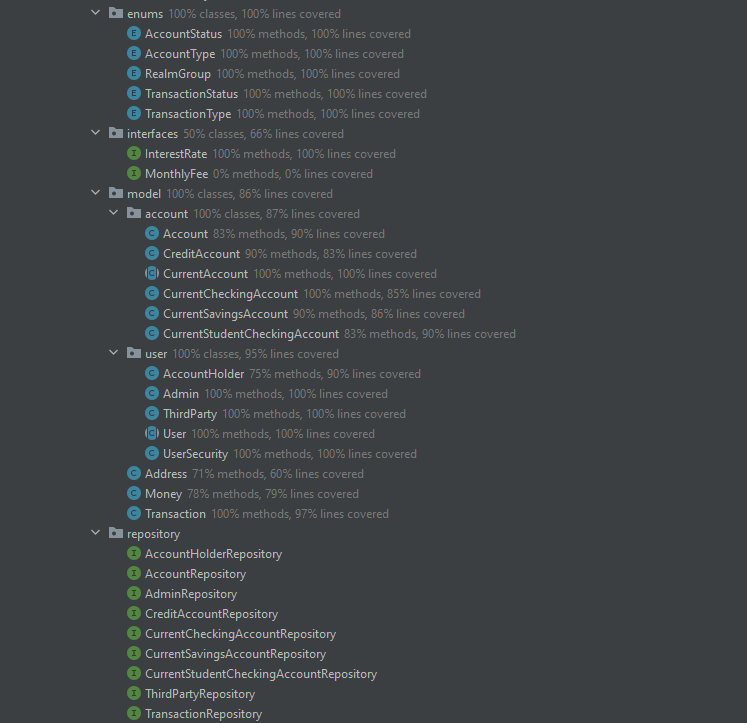 enums 100% classes, 100% lines covered
E AccountStatus 100% methods, 100% lines covered
E AccountType 100% methods, 100% lines covered
E RealmGroup 100% methods, 100% lines covered
E TransactionStatus 100% methods, 100% lines covered
E TransactionType 100% methods, 100% lines covered
interfaces 50% classes, 66% lines covered
I InterestRate 100% methods, 100% lines covered
I MonthlyFee 0% methods, 0% lines covered
model 100% classes, 86% lines covered
account 100% classes, 87% lines covered
C Account 83% methods, 90% lines covered
C CreditAccount 90% methods, 83% lines covered
C CurrentAccount 100% methods, 100% lines covered
C CurrentCheckingAccount 100% methods, 85% lines covered
C CurrentSavingsAccount 90% methods, 86% lines covered
C CurrentStudentCheckingAccount 83% methods, 90% lines covered
user 100% classes, 95% lines covered
C AccountHolder 75% methods, 90% lines covered
C Admin 100% methods, 100% lines covered
C ThirdParty 100% methods, 100% lines covered
C User 100% methods, 100% lines covered
C UserSecurity 100% methods, 100% lines covered
C Address 71% methods, 60% lines covered
C Money 78% methods, 79% lines covered
C Transaction 100% methods, 97% lines covered
repository
I AccountHolderRepository
I AccountRepository
I AdminRepository
I CreditAccountRepository
I CurrentCheckingAccountRepository
I CurrentSavingsAccountRepository
I CurrentStudentCheckingAccountRepository
I ThirdPartyRepository
I TransactionRepository